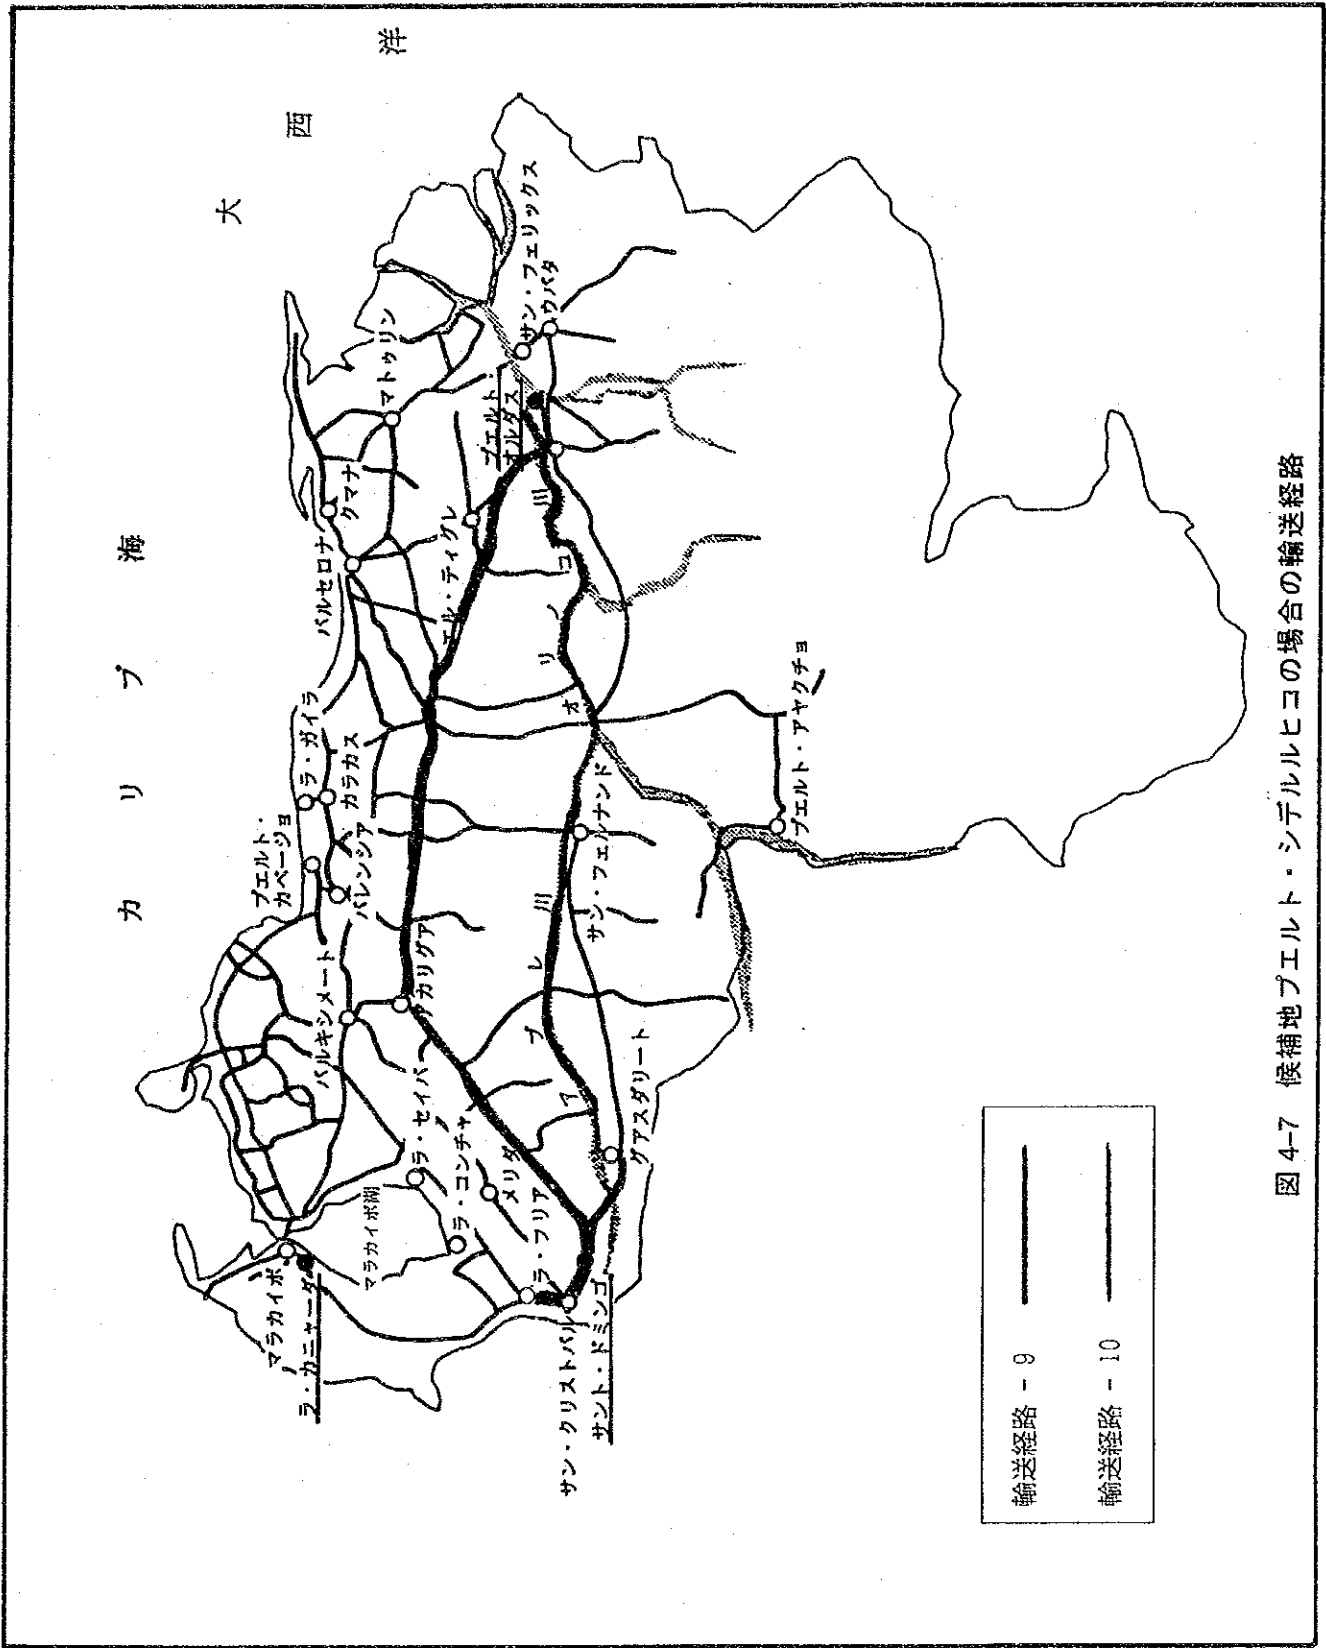 カリブ海
大西洋
プエルト・
カベージョ
ラ・ガイラ
カラカス
バレンシア
バルセロナ
クマナ
マトゥリン
エル・ティグレ
プエルト・
オルダス
サン・フェリックス
ウパタ
オリノコ川
アプレ川
サン・フェルナンド
プエルト・アヤクチョ
バルキシメート
アカリグア
マラカイボ
ラ・カニャーダ
マラカイボ湖
ラ・セイバ
ラ・コンチャ
メリダ
ラ・フリア
サン・クリストバル
サント・ドミンゴ
グアスダリート
輸送経路 - 9
輸送経路 - 10
図 4-7 候補地プエルト・シデルルヒコの場合の輸送経路